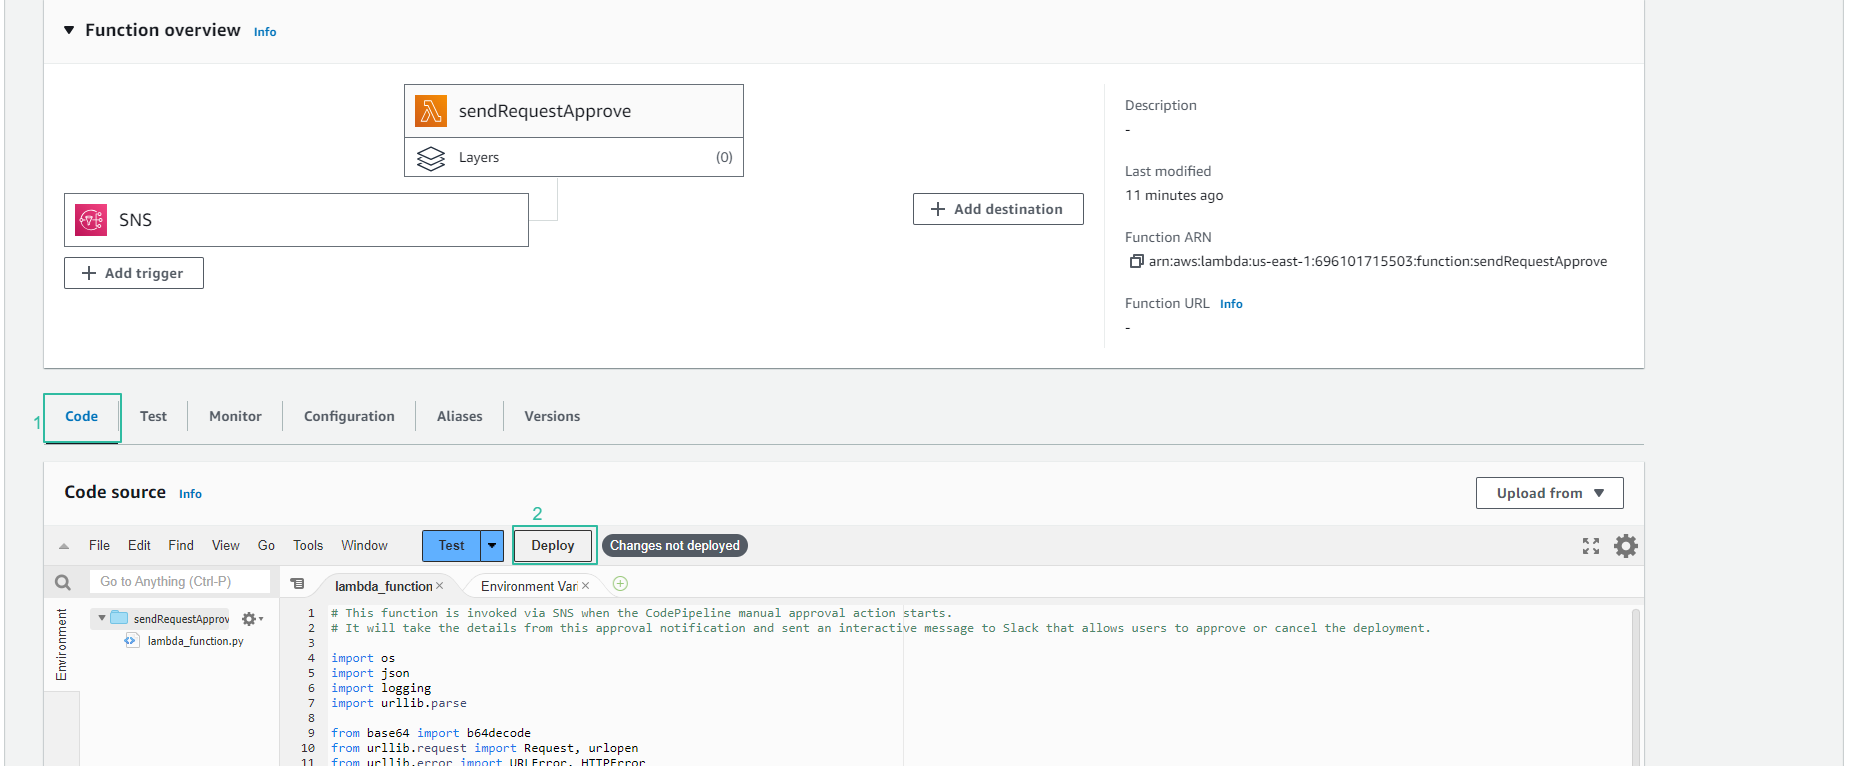 Function overview Info
sendRequestApprove
Layers (0)
SNS
Add trigger
Add destination
Description
-
Last modified
11 minutes ago
Function ARN
arn:aws:lambda:us-east-1:696101715503:function:sendRequestApprove
Function URL Info
-
1
Code Test Monitor Configuration Aliases Versions
Code source Info
Upload from
2
File Edit Find View Go Tools Window Test Deploy Changes not deployed
Go to Anything (Ctrl-P)
lambda_function × Environment Var ×
Environment
sendRequestApprov
lambda_function.py
1 # This function is invoked via SNS when the CodePipeline manual approval action starts.
2 # It will take the details from this approval notification and sent an interactive message to Slack that allows users to approve or cancel the deployment.
3
4 import os
5 import json
6 import logging
7 import urllib.parse
8
9 from base64 import b64decode
10 from urllib.request import Request, urlopen
11 from urllib.error import URLError, HTTPError